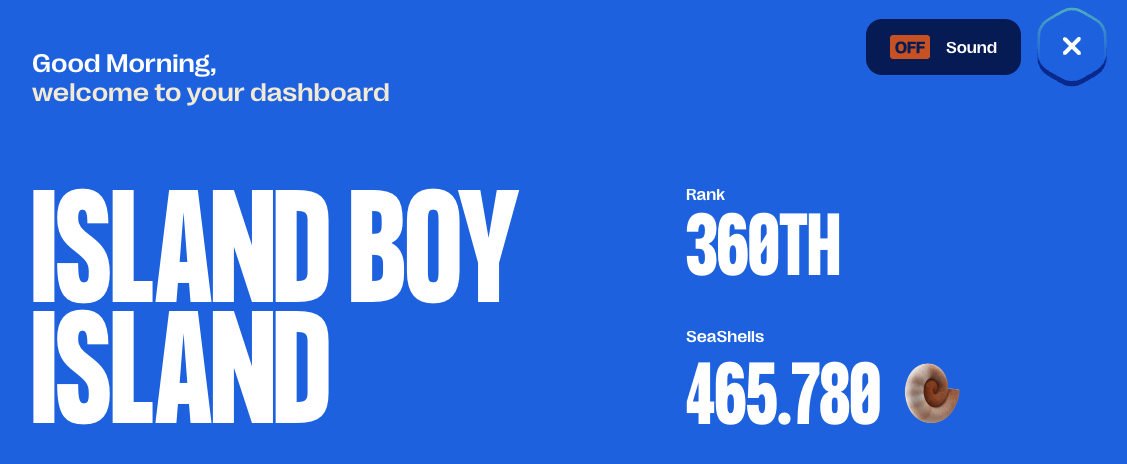 Good Morning,
welcome to your dashboard
OFF Sound
ISLAND BOY
ISLAND
Rank
360TH
SeaShells
465.780